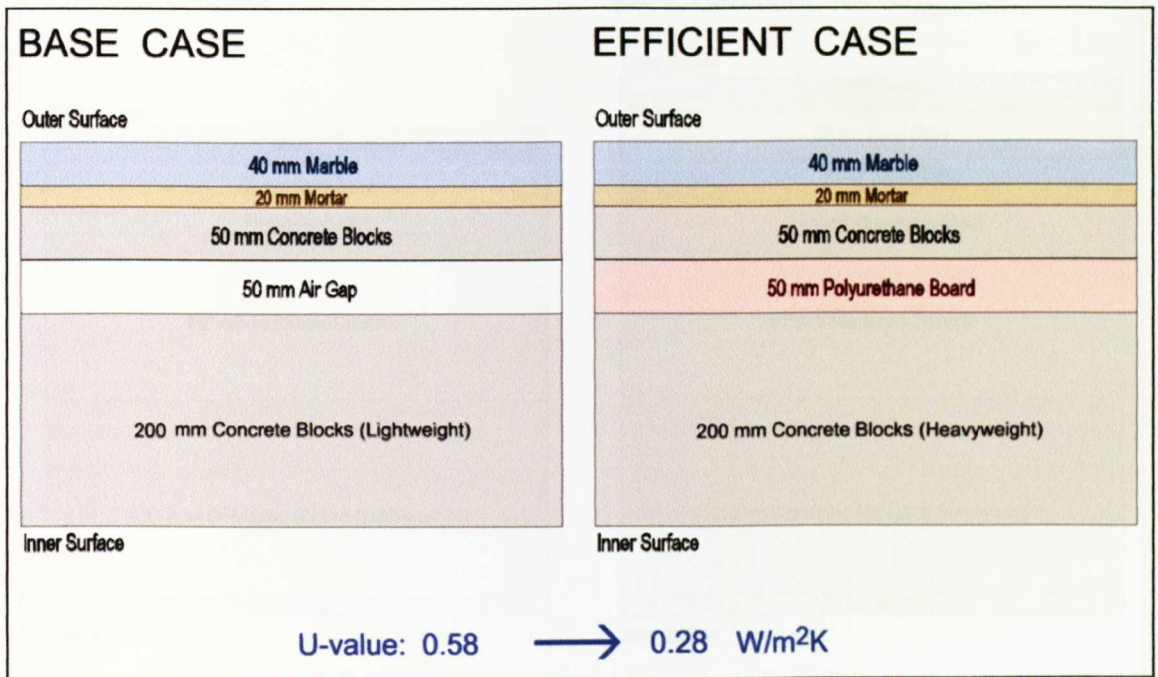 BASE CASE
Outer Surface
40 mm Marble
20 mm Mortar
50 mm Concrete Blocks
50 mm Air Gap
200 mm Concrete Blocks (Lightweight)
Inner Surface
EFFICIENT CASE
Outer Surface
40 mm Marble
20 mm Mortar
50 mm Concrete Blocks
50 mm Polyurethane Board
200 mm Concrete Blocks (Heavyweight)
Inner Surface
U-value: 0.58 → 0.28 W/m²K